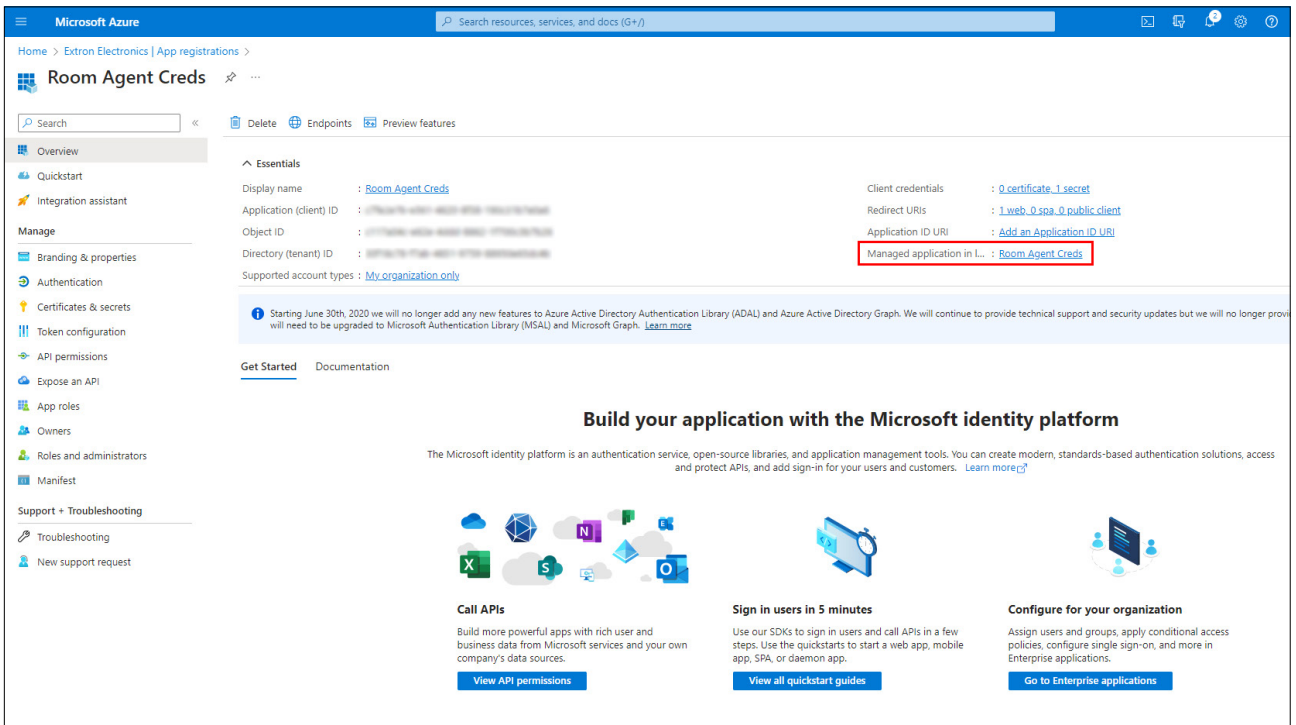 Microsoft Azure
Search resources, services, and docs (G+/)
2
Home > Extron Electronics | App registrations >
Room Agent Creds
Search
«
Delete
Endpoints
Preview features
Overview
Quickstart
Integration assistant
Manage
Branding & properties
Authentication
Certificates & secrets
Token configuration
API permissions
Expose an API
App roles
Owners
Roles and administrators
Manifest
Support + Troubleshooting
Troubleshooting
New support request
Essentials
Display name : Room Agent Creds
Application (client) ID :
Object ID :
Directory (tenant) ID :
Supported account types : My organization only
Client credentials : 0 certificate, 1 secret
Redirect URIs : 1 web, 0 spa, 0 public client
Application ID URI : Add an Application ID URI
Managed application in l... : Room Agent Creds
Starting June 30th, 2020 we will no longer add any new features to Azure Active Directory Authentication Library (ADAL) and Azure Active Directory Graph. We will continue to provide technical support and security updates but we will no longer provi
will need to be upgraded to Microsoft Authentication Library (MSAL) and Microsoft Graph. Learn more
Get Started Documentation
Build your application with the Microsoft identity platform
The Microsoft identity platform is an authentication service, open-source libraries, and application management tools. You can create modern, standards-based authentication solutions, access
and protect APIs, and add sign-in for your users and customers. Learn more
N
E
X
S
O
Call APIs
Build more powerful apps with rich user and
business data from Microsoft services and your own
company's data sources.
View API permissions
Sign in users in 5 minutes
Use our SDKs to sign in users and call APIs in a few
steps. Use the quickstarts to start a web app, mobile
app, SPA, or daemon app.
View all quickstart guides
Configure for your organization
Assign users and groups, apply conditional access
policies, configure single sign-on, and more in
Enterprise applications.
Go to Enterprise applications